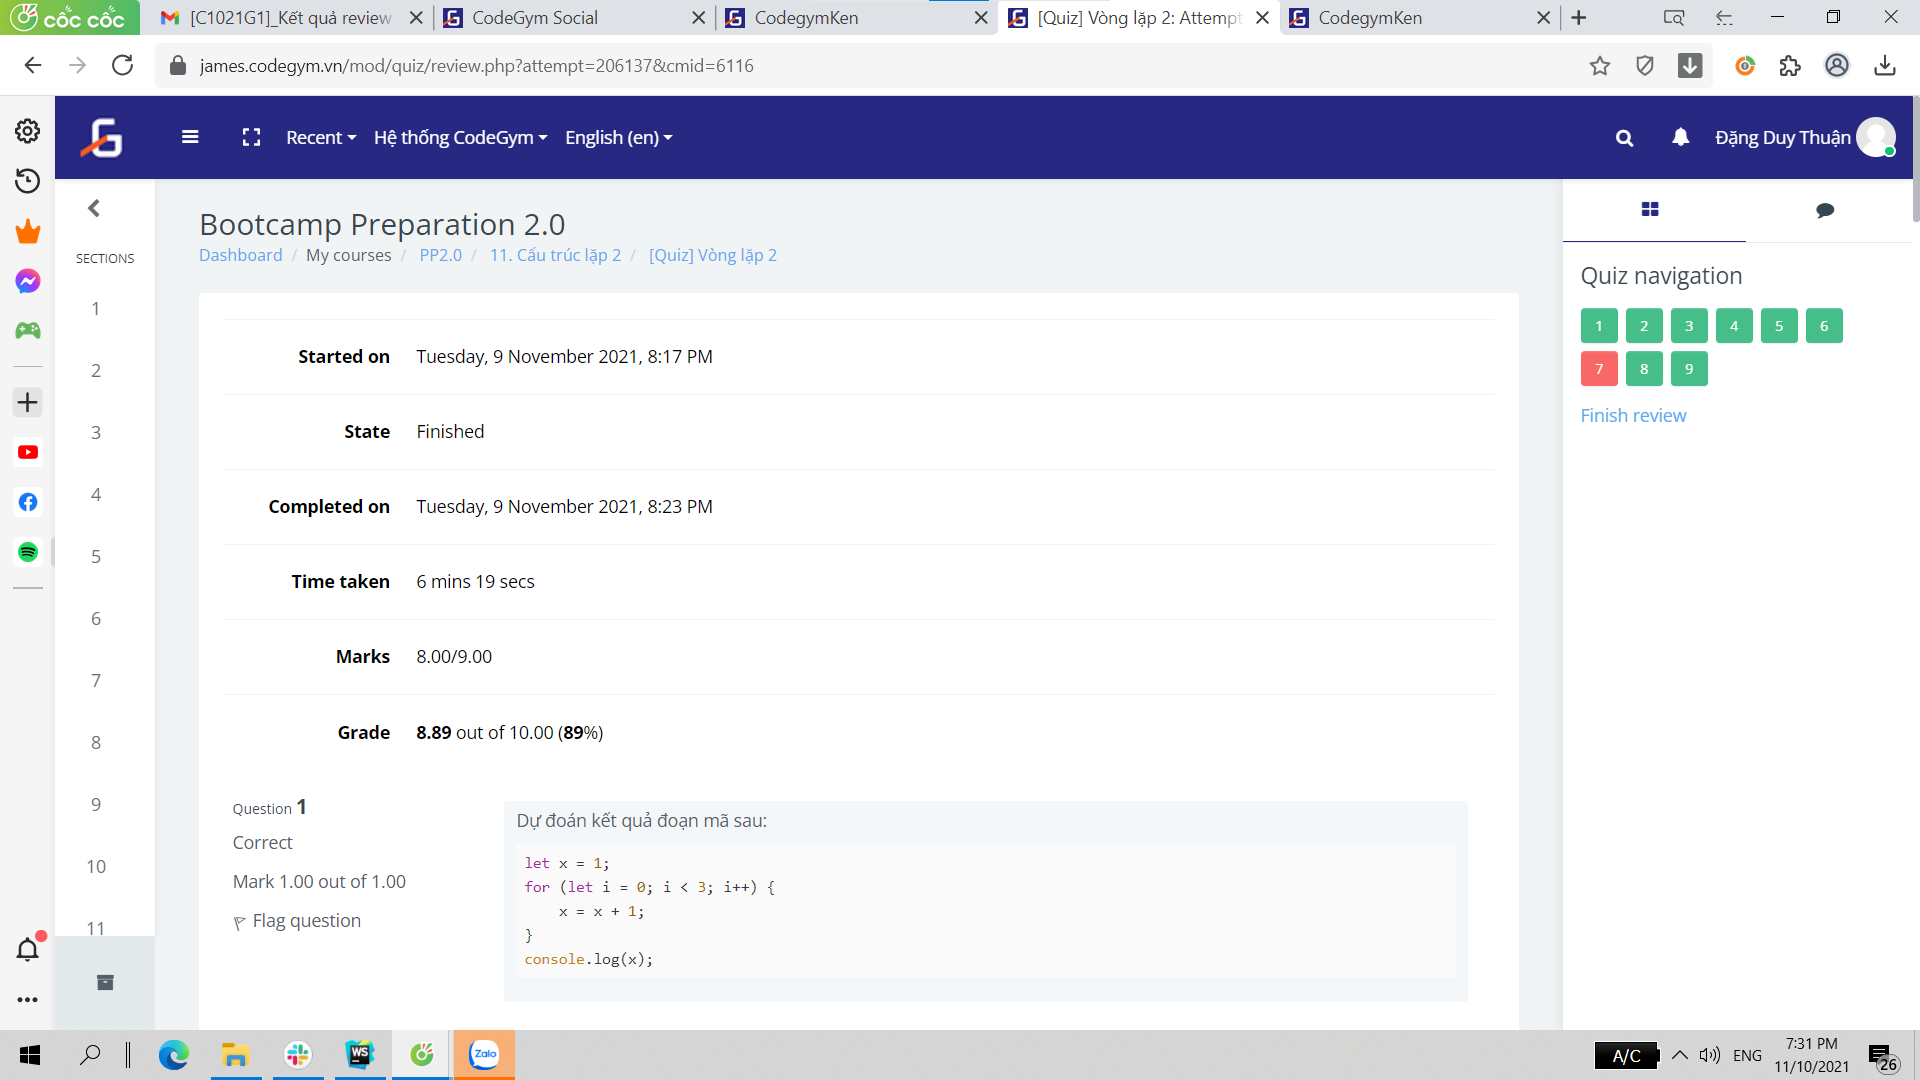 cốc cốc
[C1021G1]_Kết quả review
CodeGym Social
CodegymKen
[Quiz] Vòng lặp 2: Attempt
CodegymKen
james.codegym.vn/mod/quiz/review.php?attempt=206137&cmid=6116
Recent
Hệ thống CodeGym
English (en)
Đặng Duy Thuận
SECTIONS
1
2
3
4
5
6
7
8
9
10
11
Bootcamp Preparation 2.0
Dashboard / My courses / PP2.0 / 11. Cấu trúc lặp 2 / [Quiz] Vòng lặp 2
Started on Tuesday, 9 November 2021, 8:17 PM
State Finished
Completed on Tuesday, 9 November 2021, 8:23 PM
Time taken 6 mins 19 secs
Marks 8.00/9.00
Grade 8.89 out of 10.00 (89%)
Question 1
Correct
Mark 1.00 out of 1.00
Flag question
Dự đoán kết quả đoạn mã sau:
let x = 1;
for (let i = 0; i < 3; i++) {
    x = x + 1;
}
console.log(x);
Quiz navigation
1 2 3 4 5 6
7 8 9
Finish review
WS
Zalo
A/C
ENG
7:31 PM
11/10/2021
26